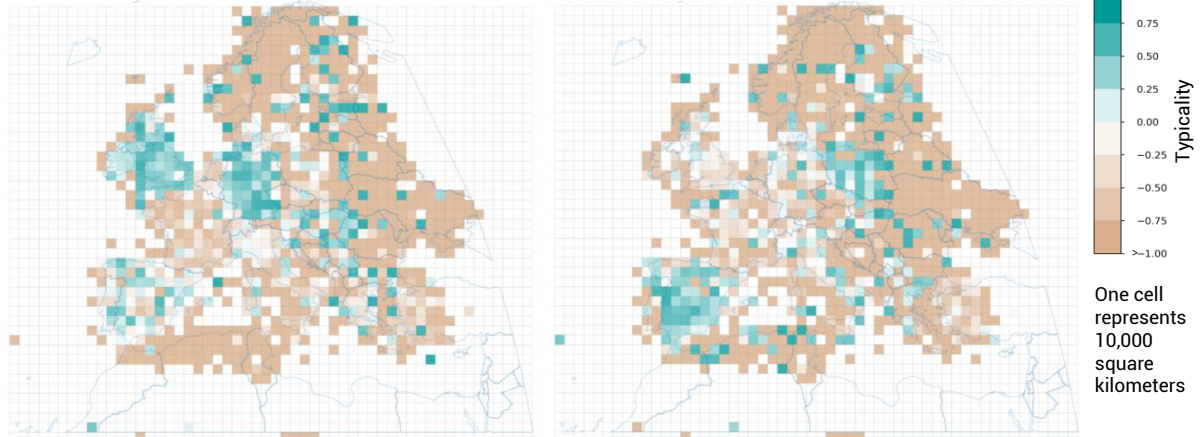 0.75
0.50
0.25
0.00
−0.25
−0.50
−0.75
>−1.00
Typicality
One cell
represents
10,000
square
kilometers